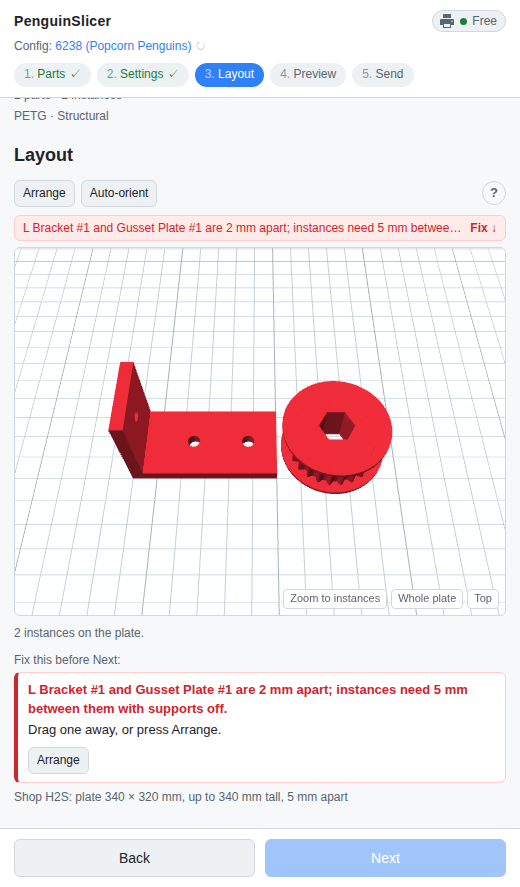 PenguinSlicer
Free
Config: 6238 (Popcorn Penguins)
1. Parts ✓ 2. Settings ✓ 3. Layout 4. Preview 5. Send
PETG · Structural
Layout
Arrange Auto-orient ?
L Bracket #1 and Gusset Plate #1 are 2 mm apart; instances need 5 mm betwee… Fix ↓
Zoom to instances Whole plate Top
2 instances on the plate.
Fix this before Next:
L Bracket #1 and Gusset Plate #1 are 2 mm apart; instances need 5 mm
between them with supports off.
Drag one away, or press Arrange.
Arrange
Shop H2S: plate 340 × 320 mm, up to 340 mm tall, 5 mm apart
Back Next